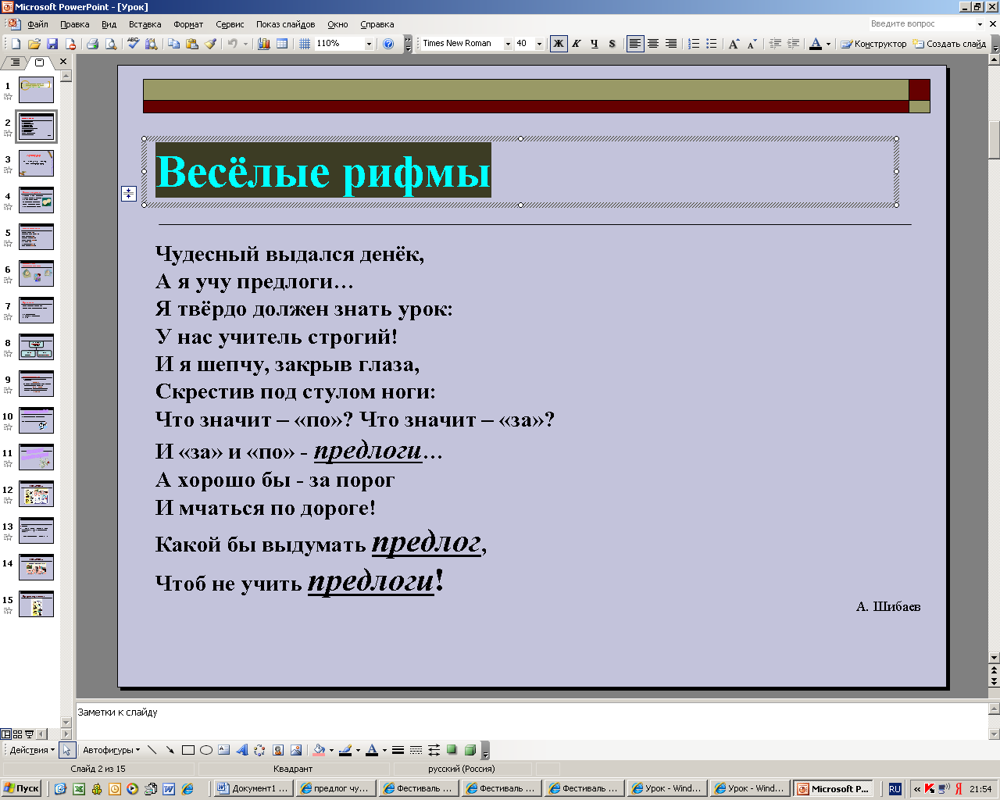 Microsoft PowerPoint - [Урок]
Файл Правка Вид Вставка Формат Сервис Показ слайдов Окно Справка
Введите вопрос
110%
Times New Roman
40
Ж К Ч S
Конструктор
Создать слайд
1
2
3
4
5
6
7
8
9
10
11
12
13
14
15
Весёлые рифмы
Чудесный выдался денёк,
А я учу предлоги…
Я твёрдо должен знать урок:
У нас учитель строгий!
И я шепчу, закрыв глаза,
Скрестив под стулом ноги:
Что значит – «по»? Что значит – «за»?
И «за» и «по» - предлоги…
А хорошо бы - за порог
И мчаться по дороге!
Какой бы выдумать предлог,
Чтоб не учить предлоги!
А. Шибаев
Заметки к слайду
Действия
Автофигуры
Слайд 2 из 15
Квадрант
русский (Россия)
Пуск
Документ1 ...
предлог чу...
Фестиваль ...
Фестиваль ...
Фестиваль ...
Урок - Wind...
Урок - Wind...
Microsoft P...
RU
21:54